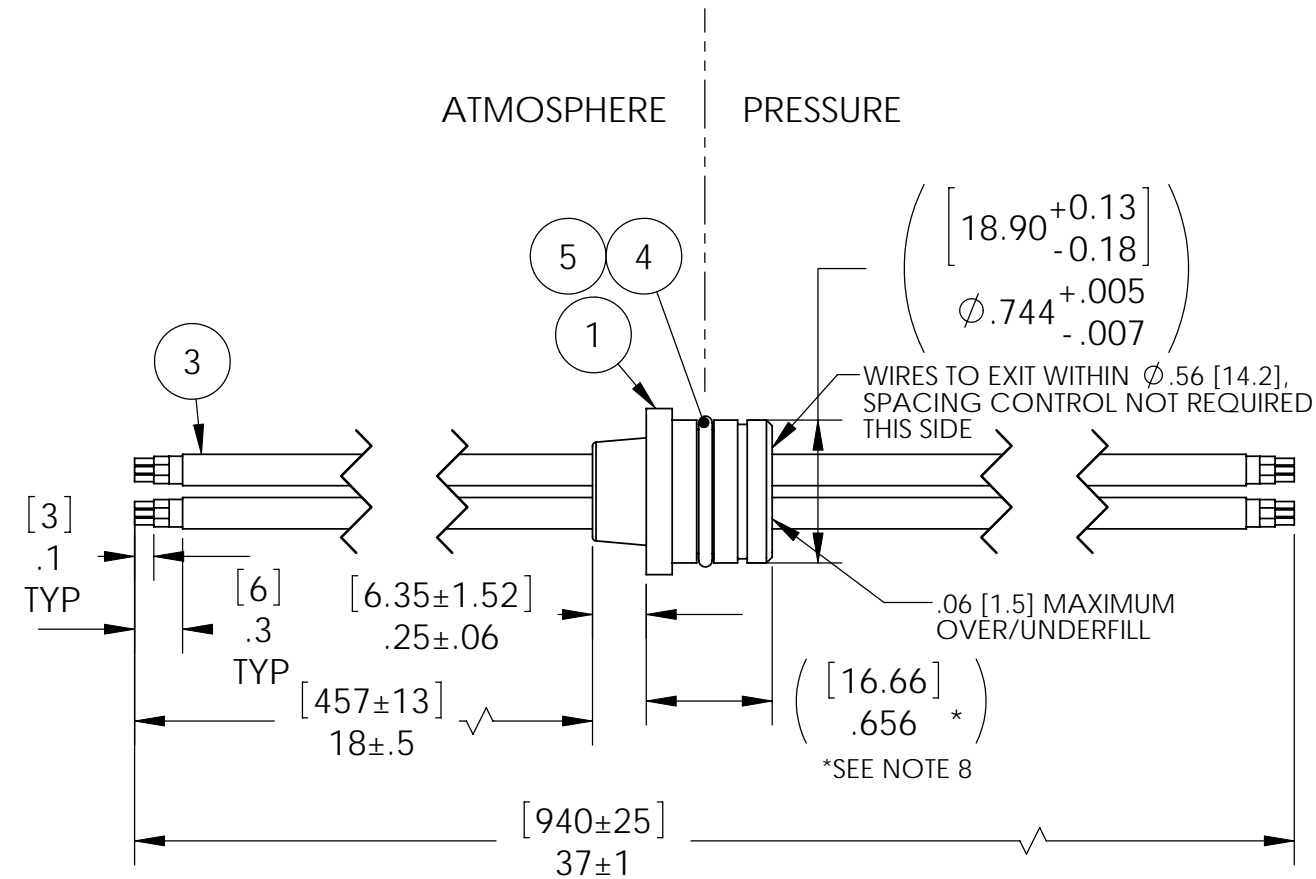 ATMOSPHERE
PRESSURE
[18.90 +0.13 -0.18]
∅.744 +.005 -.007
5
4
1
3
WIRES TO EXIT WITHIN ∅.56 [14.2],
SPACING CONTROL NOT REQUIRED
THIS SIDE
[3]
.1
TYP
[6]
.3
TYP
[6.35±1.52]
.25±.06
.06 [1.5] MAXIMUM
OVER/UNDERFILL
[457±13]
18±.5
([16.66]
.656 *)
*SEE NOTE 8
[940±25]
37±1